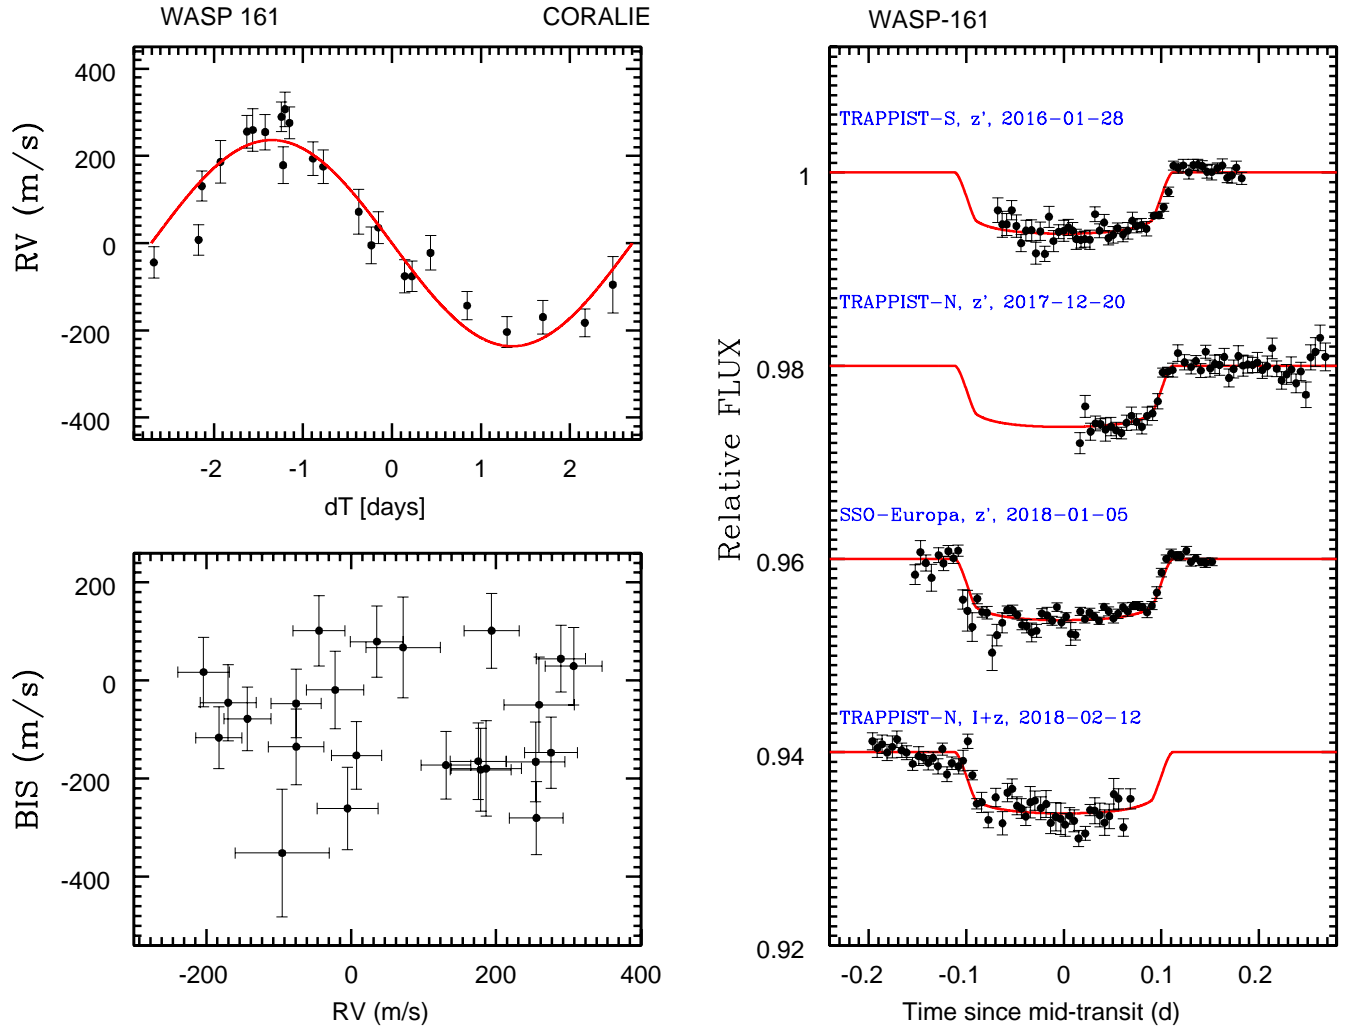 WASP 161 CORALIE
400
200
0
-200
-400
RV (m/s)
-2 -1 0 1 2
dT [days]
200
0
-200
-400
BIS (m/s)
-200 0 200 400
RV (m/s)
WASP-161
TRAPPIST-S, z', 2016-01-28
1
TRAPPIST-N, z', 2017-12-20
0.98
Relative FLUX
SSO-Europa, z', 2018-01-05
0.96
TRAPPIST-N, I+z, 2018-02-12
0.94
0.92
-0.2 -0.1 0 0.1 0.2
Time since mid-transit (d)